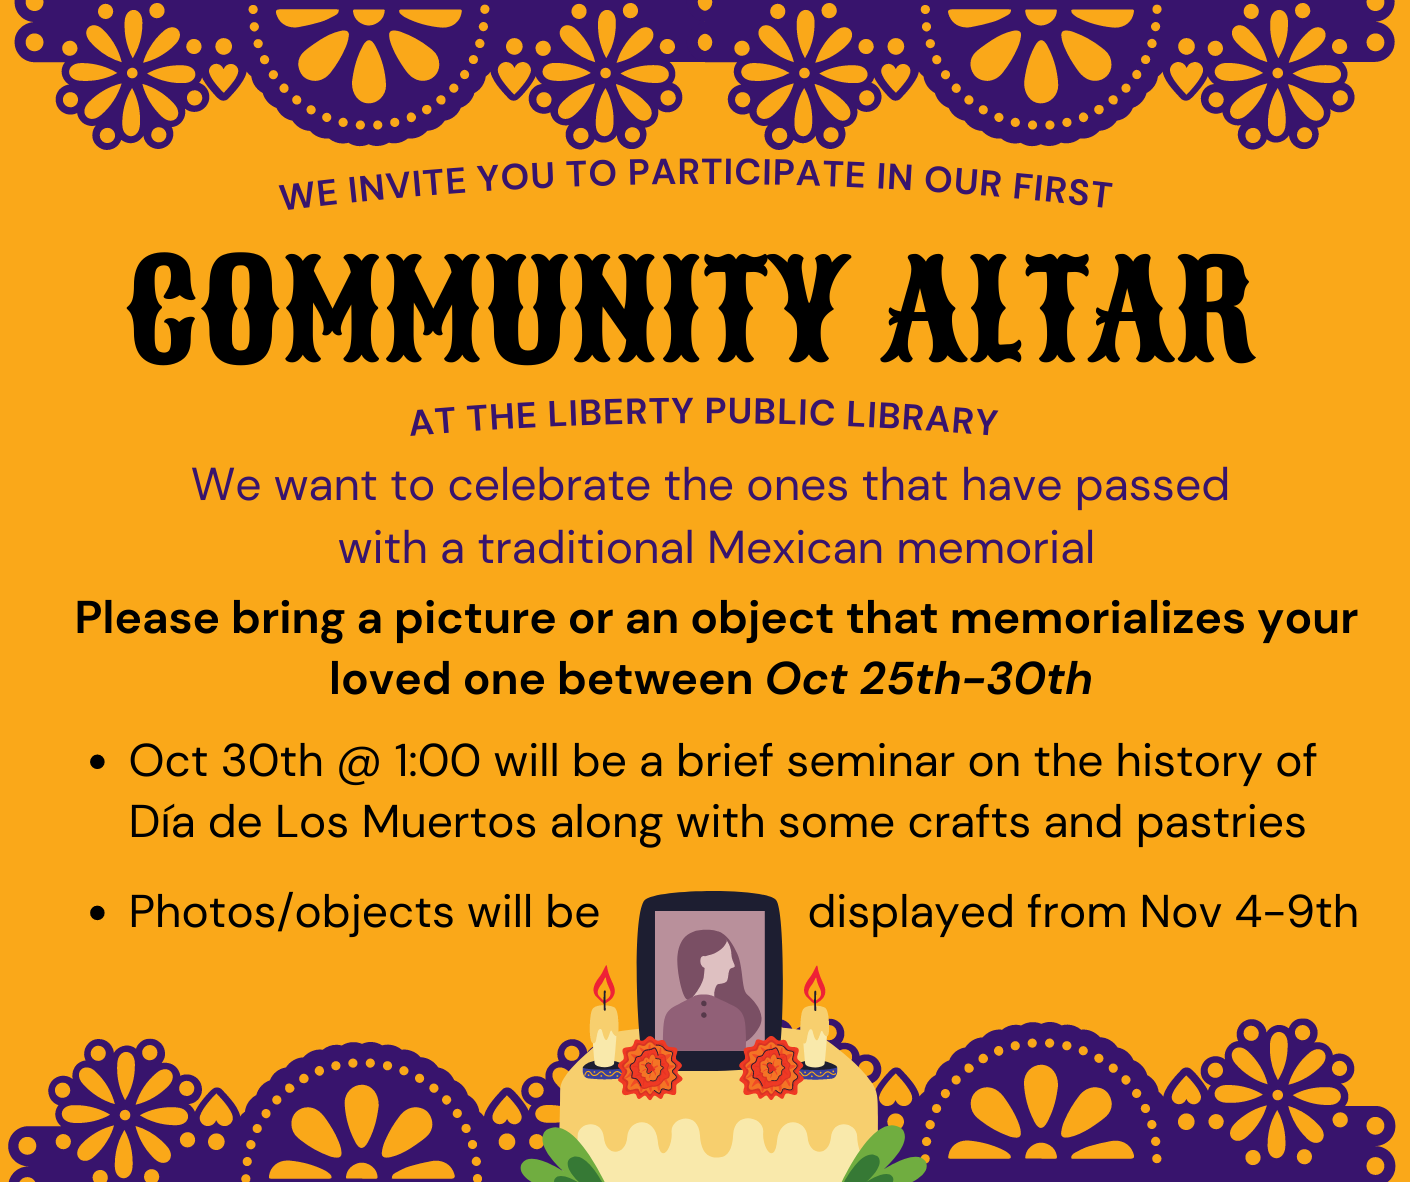 WE INVITE YOU TO PARTICIPATE IN OUR FIRST
COMMUNITY ALTAR
AT THE LIBERTY PUBLIC LIBRARY
We want to celebrate the ones that have passed
with a traditional Mexican memorial
Please bring a picture or an object that memorializes your
loved one between Oct 25th-30th
• Oct 30th @ 1:00 will be a brief seminar on the history of
Día de Los Muertos along with some crafts and pastries
• Photos/objects will be displayed from Nov 4-9th